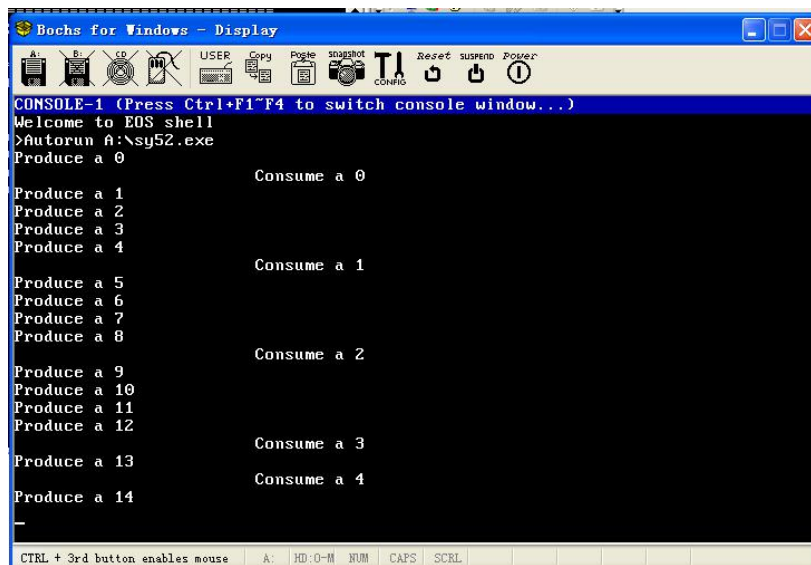 Bochs for Windows - Display
A: B: CD USER Copy Poste snapshot CONFIG Reset SUSPEND Power
CONSOLE-1 (Press Ctrl+F1~F4 to switch console window...)
Welcome to EOS shell
>Autorun A:\sy52.exe
Produce a 0
Consume a 0
Produce a 1
Produce a 2
Produce a 3
Produce a 4
Consume a 1
Produce a 5
Produce a 6
Produce a 7
Produce a 8
Consume a 2
Produce a 9
Produce a 10
Produce a 11
Produce a 12
Consume a 3
Produce a 13
Consume a 4
Produce a 14
_
CTRL + 3rd button enables mouse A: HD:0-M NUM CAPS SCRL